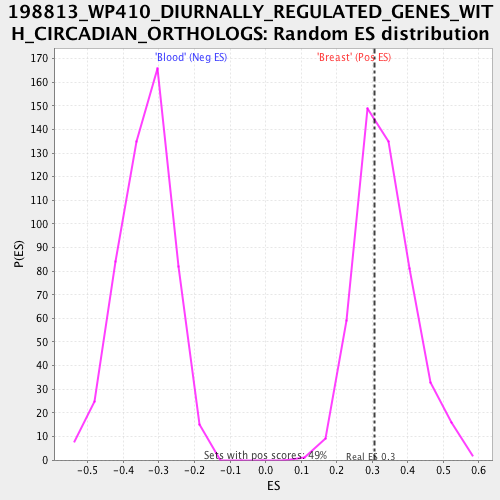 198813_WP410_DIURNALLY_REGULATED_GENES_WIT
H_CIRCADIAN_ORTHOLOGS: Random ES distribution
'Blood' (Neg ES) 'Breast' (Pos ES)
170
160
150
140
130
120
110
100
90
80
70
60
50
40
30
20
10
0
P(ES)
Sets with pos scores: 49% Real ES 0.3
-0.5 -0.4 -0.3 -0.2 -0.1 0.0 0.1 0.2 0.3 0.4 0.5 0.6
ES